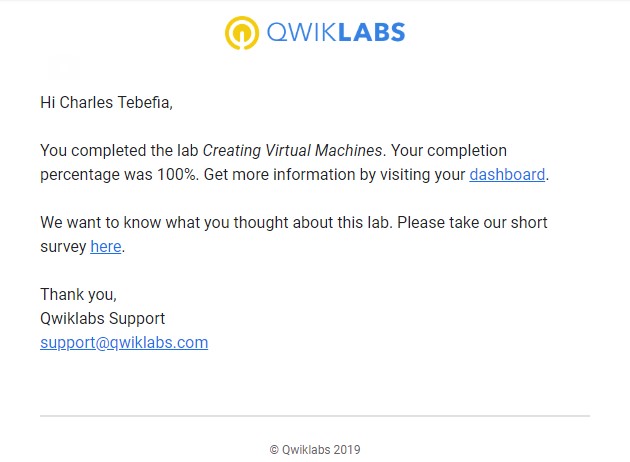 QWIKLABS
Hi Charles Tebefia,
You completed the lab Creating Virtual Machines. Your completion
percentage was 100%. Get more information by visiting your dashboard.
We want to know what you thought about this lab. Please take our short
survey here.
Thank you,
Qwiklabs Support
support@qwiklabs.com
© Qwiklabs 2019